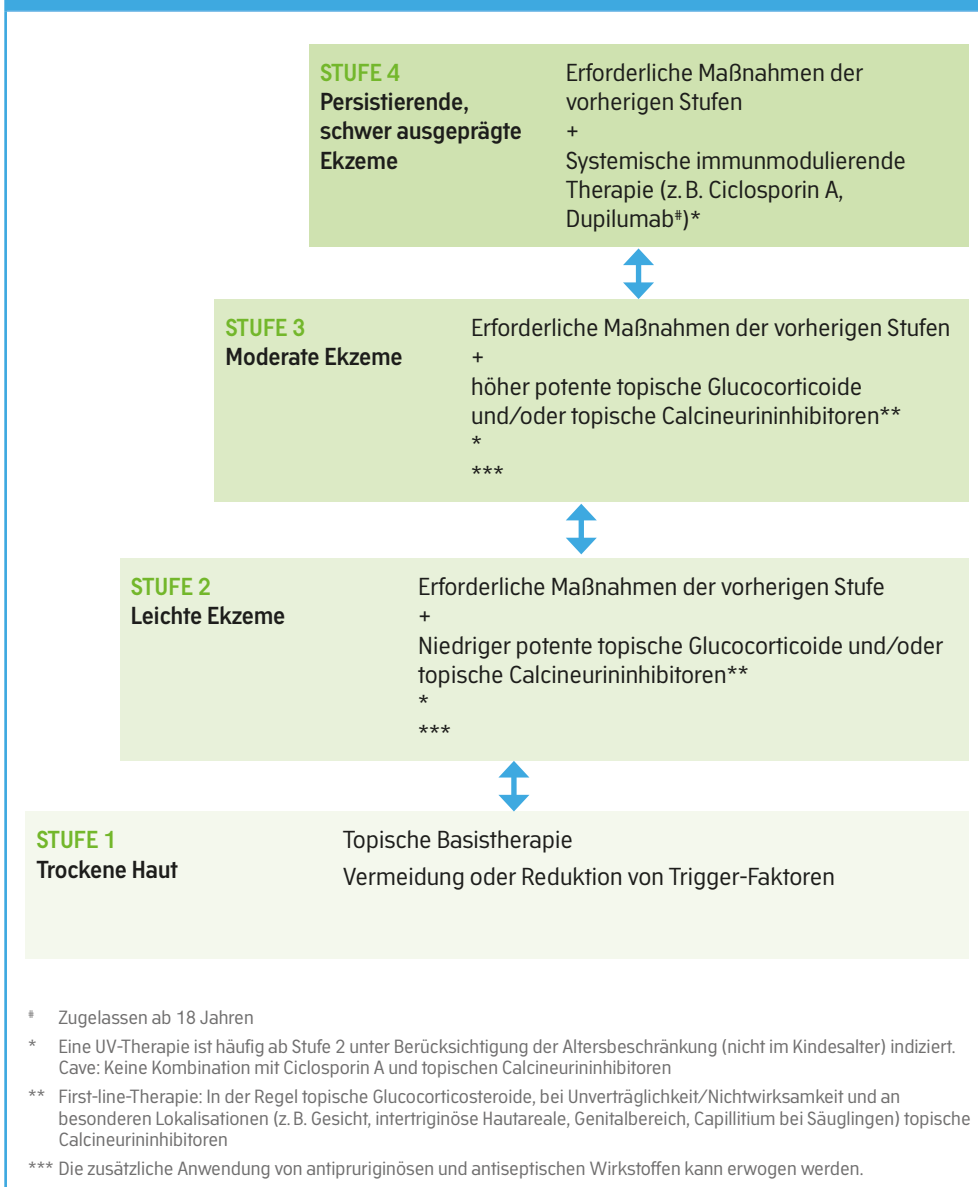 STUFE 4
Persistierende,
schwer ausgeprägte
Ekzeme
Erforderliche Maßnahmen der
vorherigen Stufen
+
Systemische immunmodulierende
Therapie (z. B. Ciclosporin A,
Dupilumab#)*
STUFE 3
Moderate Ekzeme
Erforderliche Maßnahmen der vorherigen Stufen
+
höher potente topische Glucocorticoide
und/oder topische Calcineurininhibitoren**
*
***
STUFE 2
Leichte Ekzeme
Erforderliche Maßnahmen der vorherigen Stufe
+
Niedriger potente topische Glucocorticoide und/oder
topische Calcineurininhibitoren**
*
***
STUFE 1
Trockene Haut
Topische Basistherapie
Vermeidung oder Reduktion von Trigger-Faktoren
# Zugelassen ab 18 Jahren
* Eine UV-Therapie ist häufig ab Stufe 2 unter Berücksichtigung der Altersbeschränkung (nicht im Kindesalter) indiziert.
Cave: Keine Kombination mit Ciclosporin A und topischen Calcineurininhibitoren
** First-line-Therapie: In der Regel topische Glucocorticosteroide, bei Unverträglichkeit/Nichtwirksamkeit und an
besonderen Lokalisationen (z. B. Gesicht, intertriginöse Hautareale, Genitalbereich, Capillitium bei Säuglingen) topische
Calcineurininhibitoren
*** Die zusätzliche Anwendung von antipruriginösen und antiseptischen Wirkstoffen kann erwogen werden.